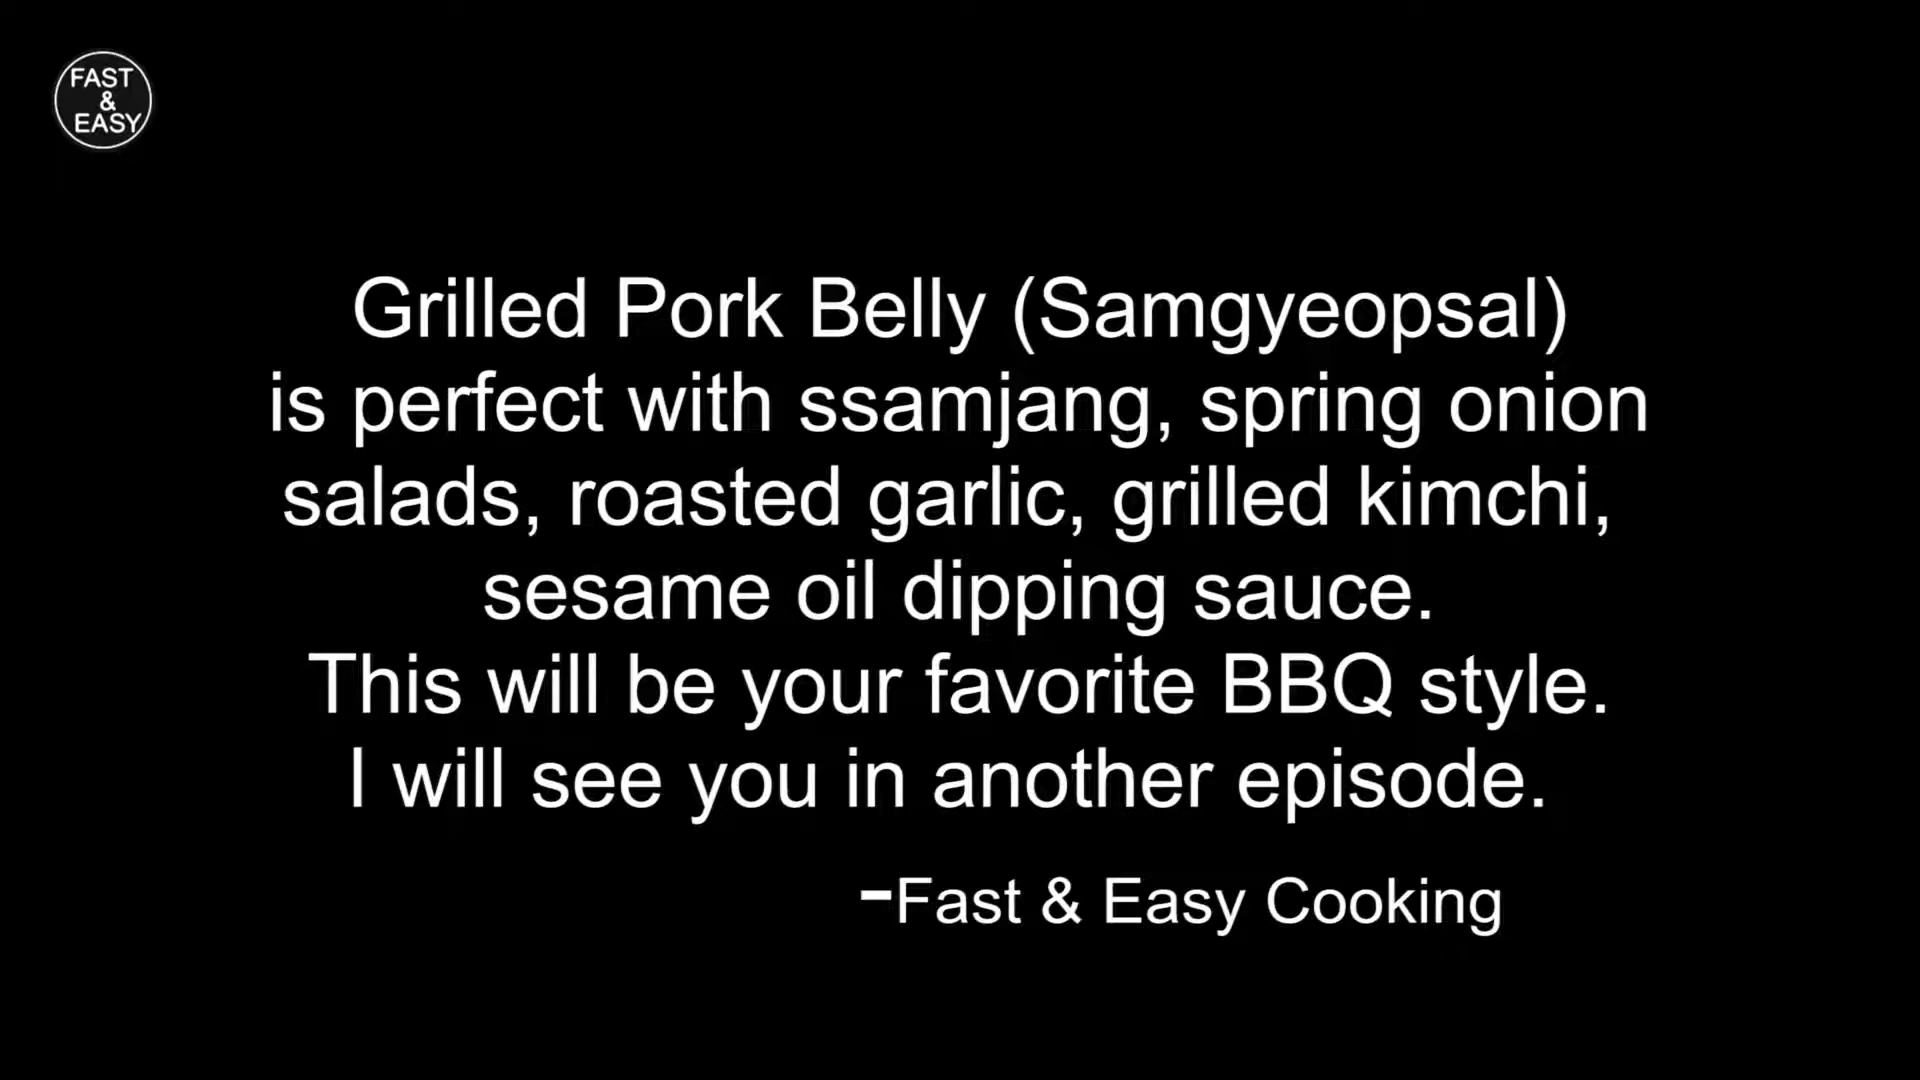 FAST
&
EASY
Grilled Pork Belly (Samgyeopsal)
is perfect with ssamjang, spring onion
salads, roasted garlic, grilled kimchi,
sesame oil dipping sauce.
This will be your favorite BBQ style.
I will see you in another episode.
-Fast & Easy Cooking